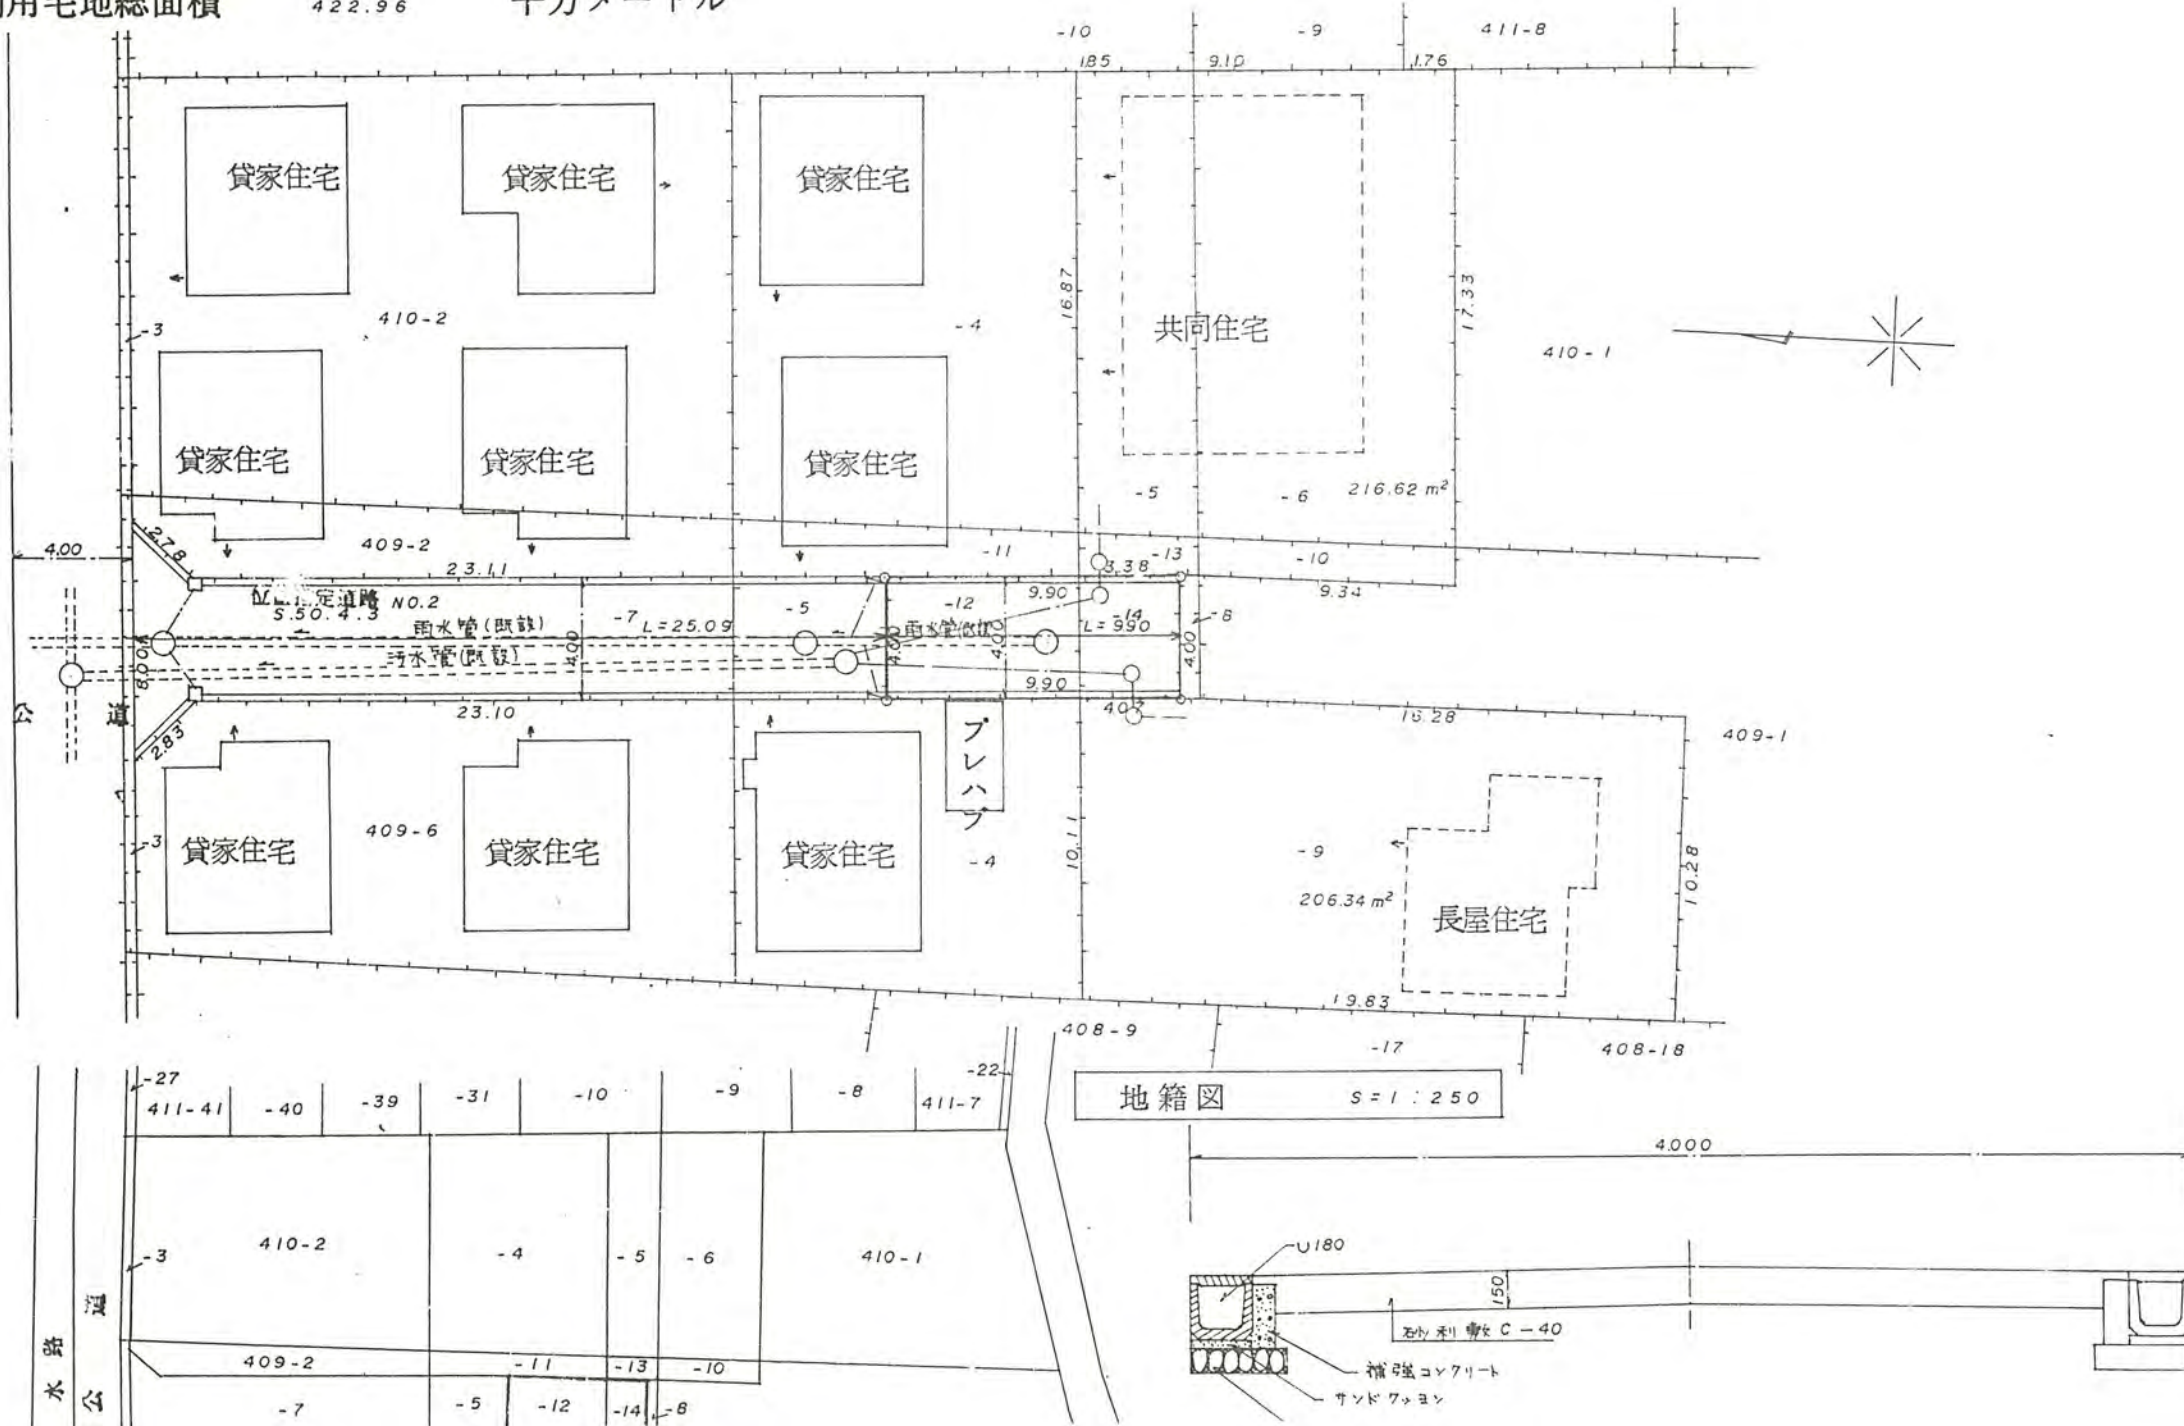 用宅地総面積 422.96 平方メートル
-10 -9 411-8
1.85 9.10 1.76
貸家住宅 貸家住宅 貸家住宅
410-2 -4
-3
16.87
共同住宅
17.33
410-1
貸家住宅 貸家住宅 貸家住宅
-5 -6 216.62 m²
2.78
4.00
409-2 -11 -13 -10
23.11 3.38
9.90 9.34
定道路 NO.2
S.50.4.3
-7 -5 -12 -14 -8
雨水管(既設) L=25.09 L=9.90
汚水管(既設)
4.00 4.00 4.00
9.90
公道
2.83
23.10 16.28
409-1
プレハブ
-3
409-6
貸家住宅 貸家住宅 貸家住宅
-4
10.11
-9
206.34 m²
長屋住宅
10.28
19.83
408-9 -17 408-18
-27
411-41 -40 -39 -31 -10 -9 -8 411-7 -22
地籍図 S=1:250
4.000
-3
410-2 -4 -5 -6 410-1
U180
150
砂利敷 C-40
補強コンクリート
サンドクッション
水路
公道
409-2 -11 -13 -10
-7 -5 -12 -14 -8